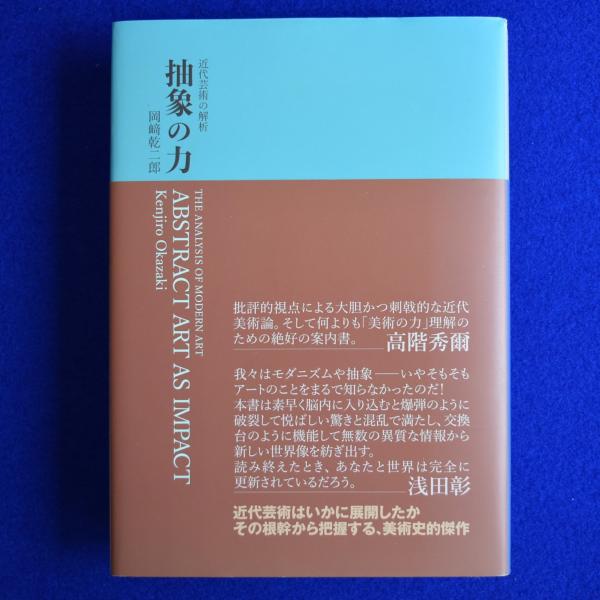 近代芸術の解析
抽象の力
岡﨑乾二郎
THE ANALYSIS OF MODERN ART
ABSTRACT ART AS IMPACT
Kenjiro Okazaki
批評的視点による大胆かつ刺戟的な近代
美術論。そして何よりも「美術の力」理解の
ための絶好の案内書。――高階秀爾
我々はモダニズムや抽象――いやそもそも
アートのことをまるで知らなかったのだ！
本書は素早く脳内に入り込むと爆弾のように
破裂して悦ばしい驚きと混乱で満たし、交換
台のように機能して無数の異質な情報から
新しい世界像を紡ぎ出す。
読み終えたとき、あなたと世界は完全に
更新されているだろう。――浅田彰
近代芸術はいかに展開したか
その根幹から把握する、美術史的傑作